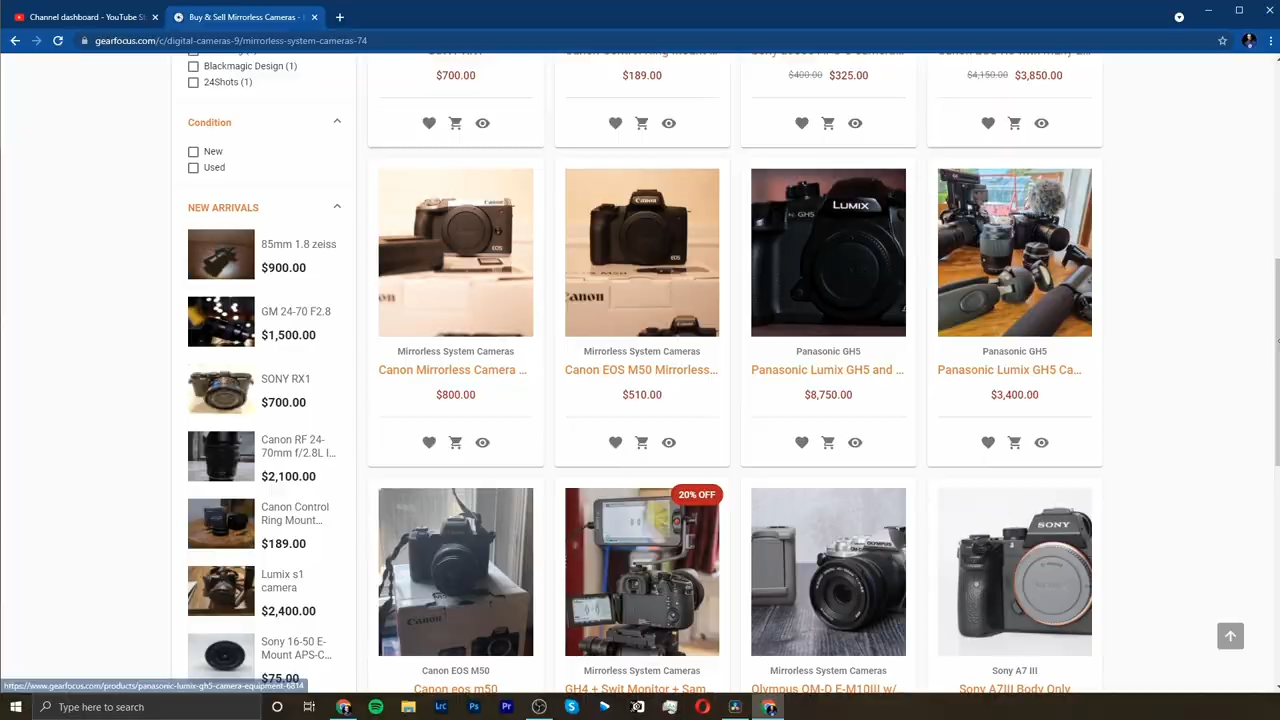 Channel dashboard - YouTube St
Buy & Sell Mirrorless Cameras -
gearfocus.com/c/digital-cameras-9/mirrorless-system-cameras-74
Blackmagic Design (1)
24Shots (1)
Condition
New
Used
NEW ARRIVALS
85mm 1.8 zeiss
$900.00
GM 24-70 F2.8
$1,500.00
SONY RX1
$700.00
Canon RF 24-
70mm f/2.8L I...
$2,100.00
Canon Control
Ring Mount...
$189.00
Lumix s1
camera
$2,400.00
Sony 16-50 E-
Mount APS-C...
$75.00
$700.00
$189.00
$400.00 $325.00
$4,150.00 $3,850.00
Canon
EOS
Canon
EOS
LUMIX
GH5
Mirrorless System Cameras
Canon Mirrorless Camera ...
$800.00
Mirrorless System Cameras
Canon EOS M50 Mirrorless...
$510.00
Panasonic GH5
Panasonic Lumix GH5 and ...
$8,750.00
Panasonic GH5
Panasonic Lumix GH5 Ca...
$3,400.00
20% OFF
Canon
SONY
Canon EOS M50
Canon eos m50
Mirrorless System Cameras
GH4 + Swit Monitor + Sam
Mirrorless System Cameras
Olympus OM-D E-M10III w/
Sony A7 III
Sony A7III Body Only
https://www.gearfocus.com/products/panasonic-lumix-gh5-camera-equipment-6814
Type here to search